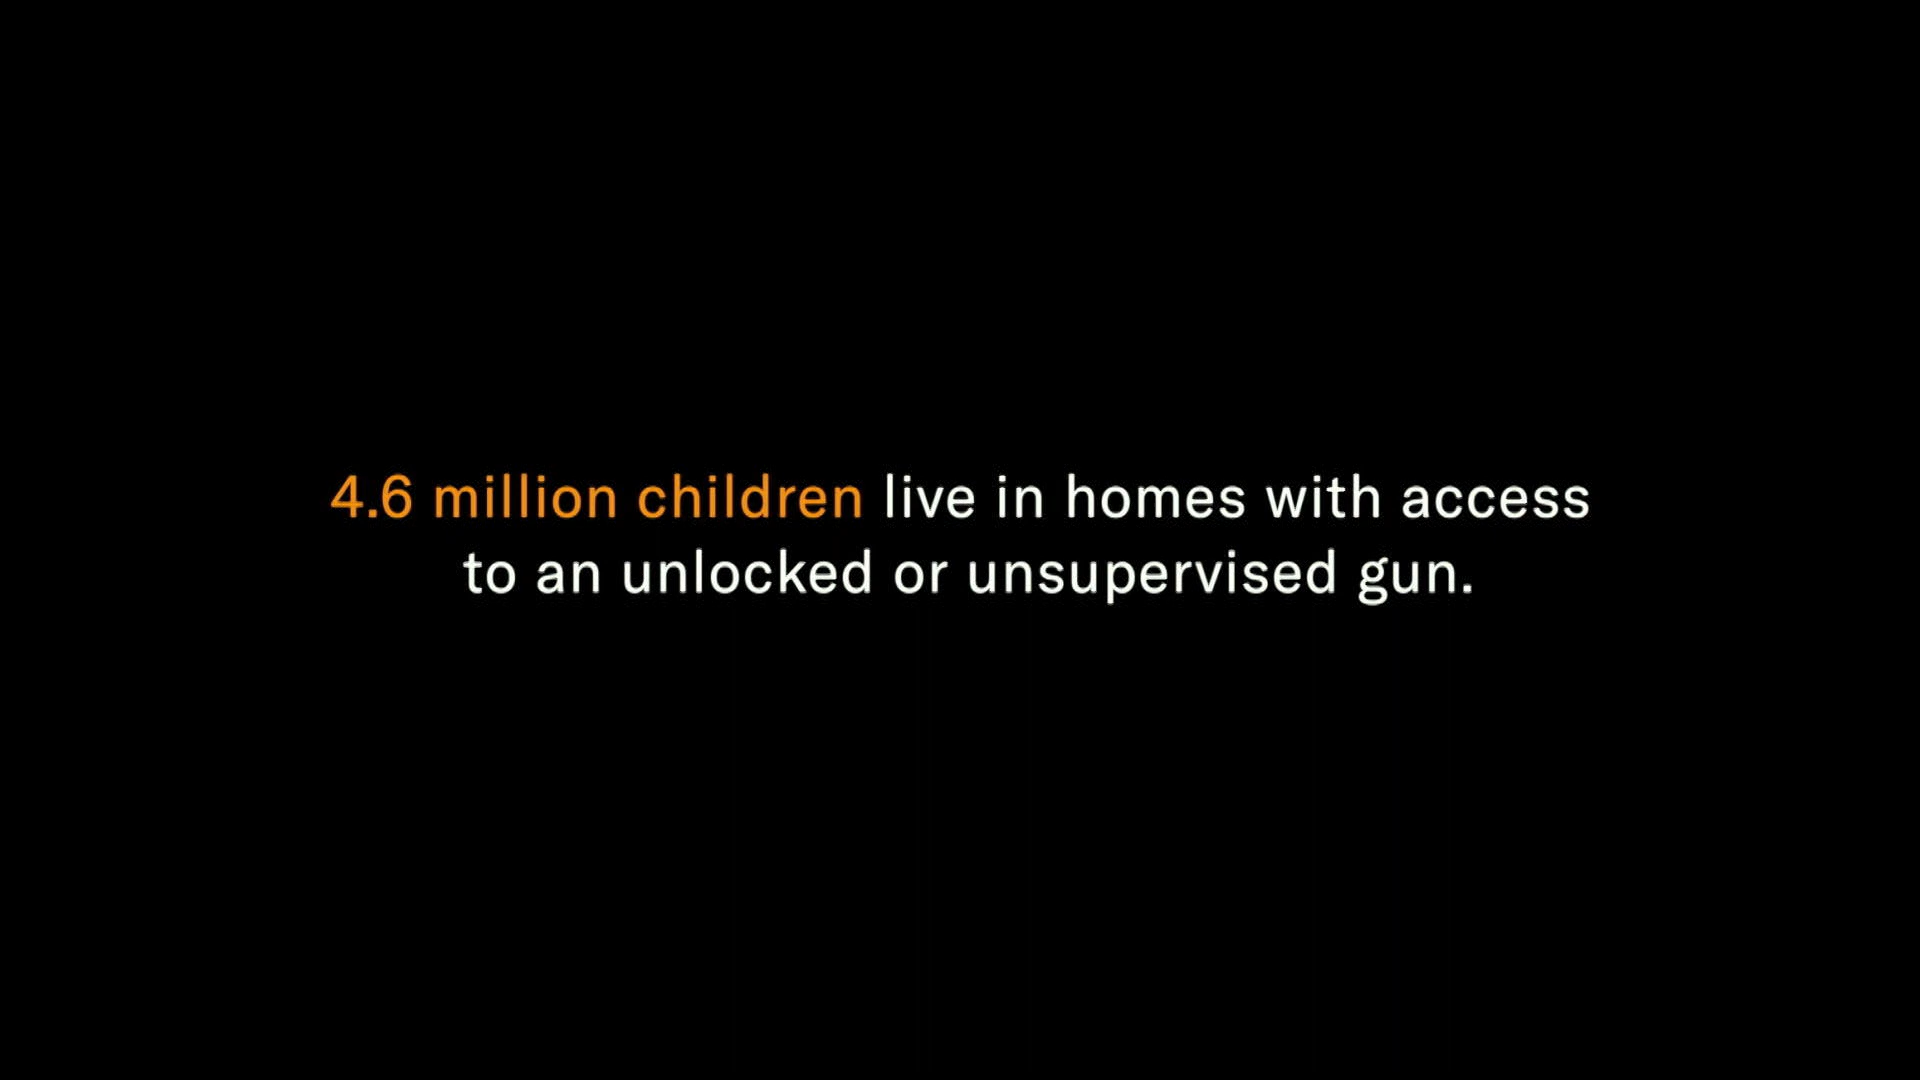 4.6 million children live in homes with access
to an unlocked or unsupervised gun.